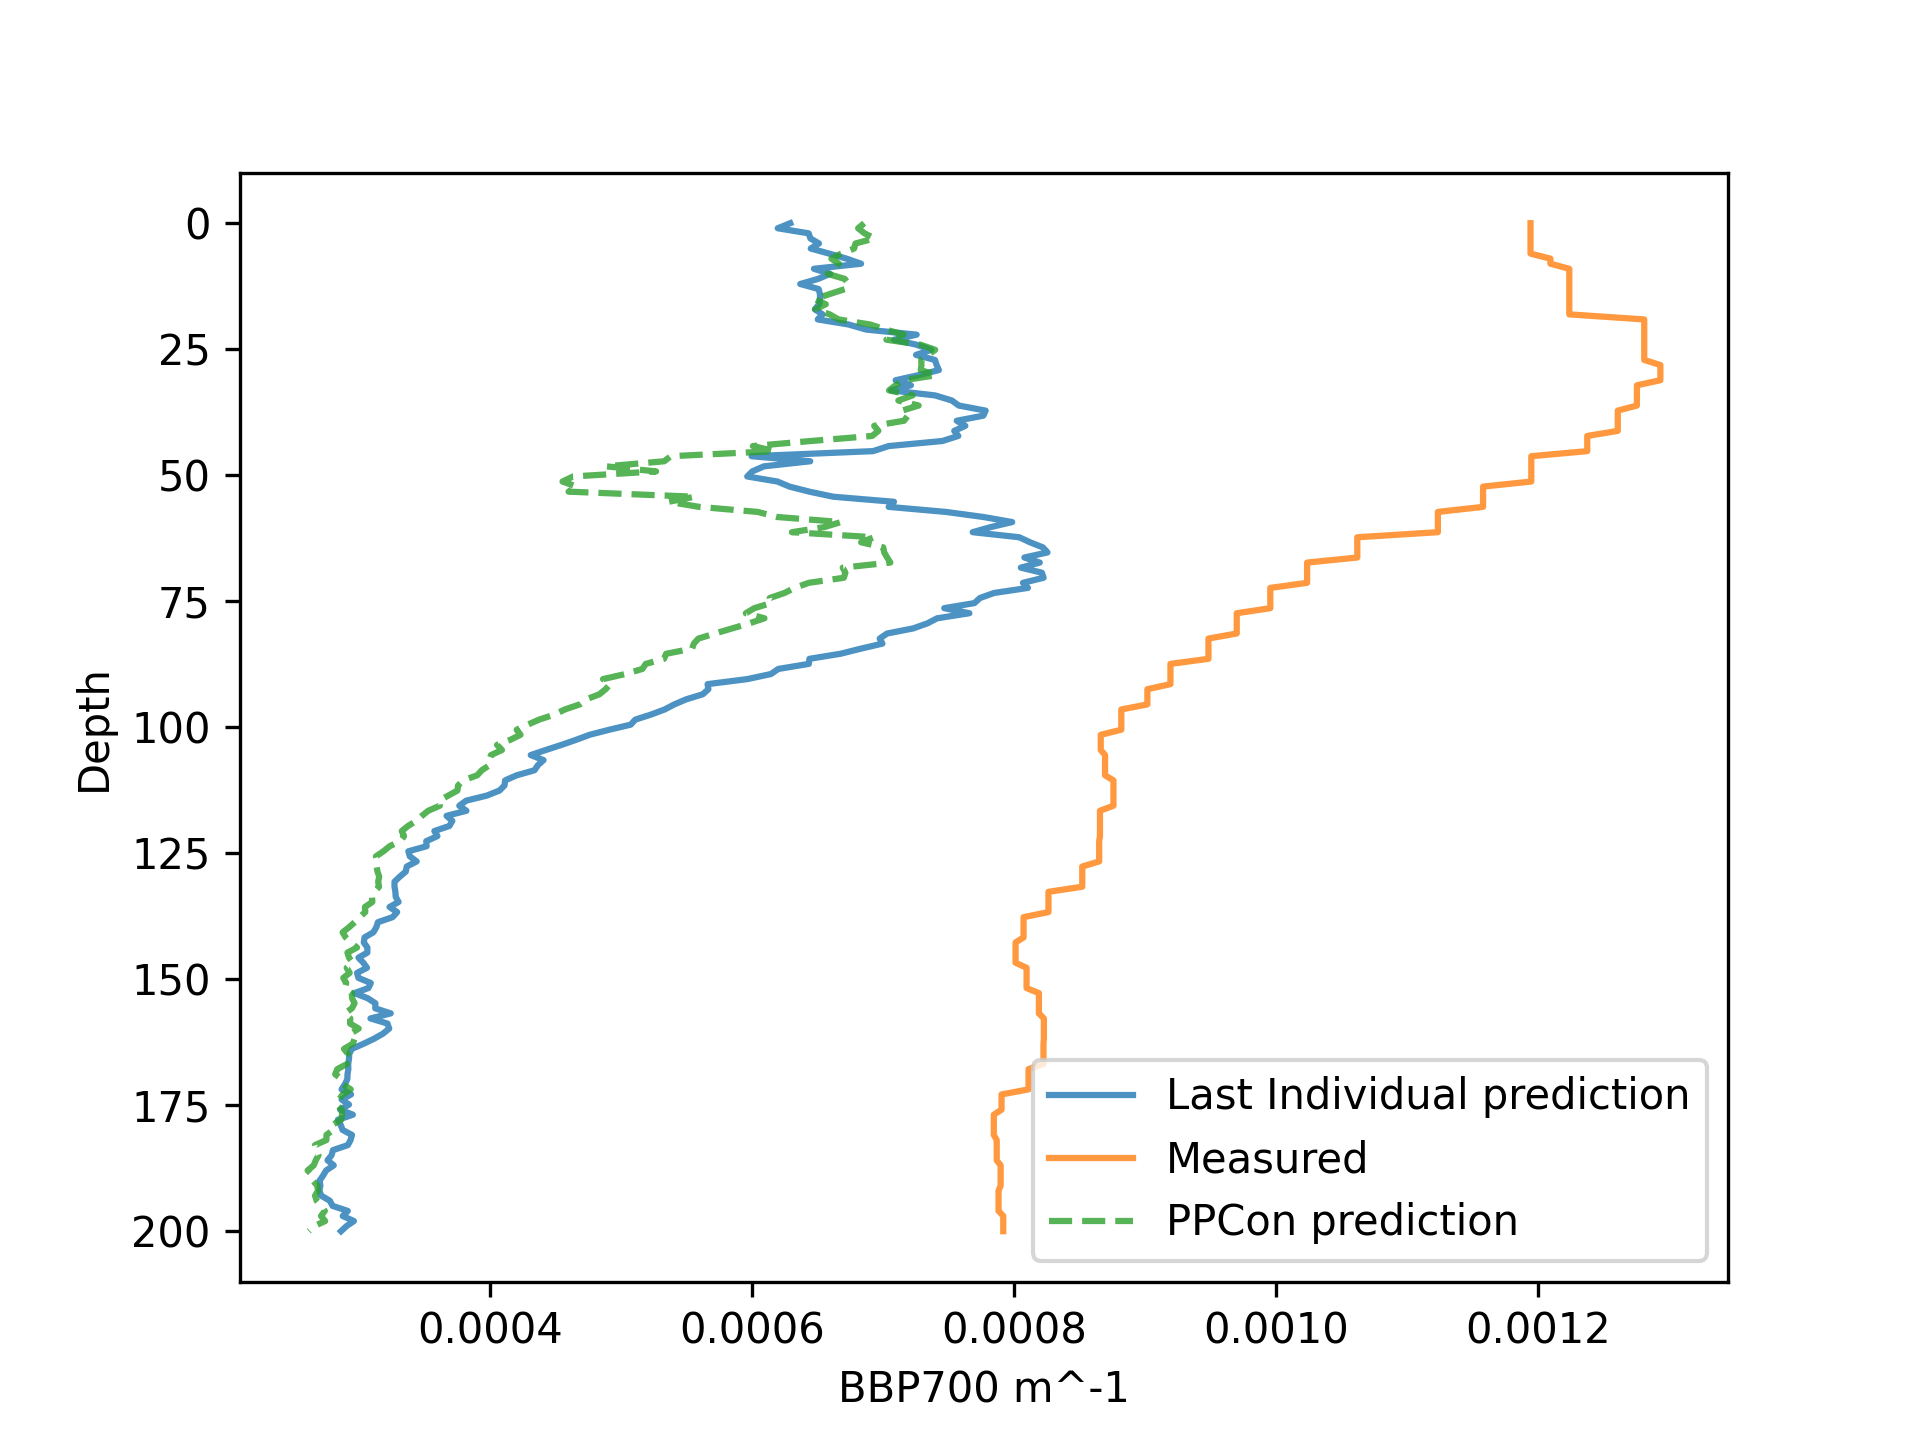 0
25
50
75
100
125
150
175
200
Depth
0.0004 0.0006 0.0008 0.0010 0.0012
BBP700 m^-1
Last Individual prediction
Measured
PPCon prediction